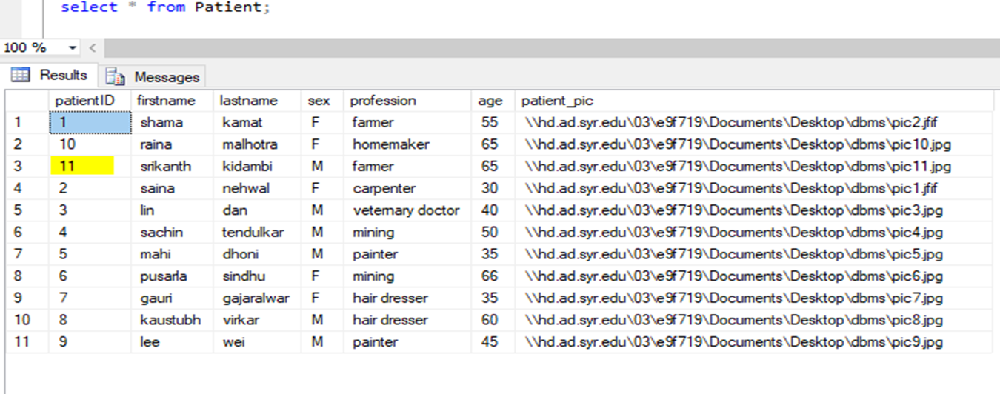 select * from Patient;
100 %
Results Messages
patientID firstname lastname sex profession age patient_pic
1 1 shama kamat F farmer 55 \\hd.ad.syr.edu\03\e9f719\Documents\Desktop\dbms\pic2.jfif
2 10 raina malhotra F homemaker 65 \\hd.ad.syr.edu\03\e9f719\Documents\Desktop\dbms\pic10.jpg
3 11 srikanth kidambi M farmer 65 \\hd.ad.syr.edu\03\e9f719\Documents\Desktop\dbms\pic11.jpg
4 2 saina nehwal F carpenter 30 \\hd.ad.syr.edu\03\e9f719\Documents\Desktop\dbms\pic1.jfif
5 3 lin dan M veternary doctor 40 \\hd.ad.syr.edu\03\e9f719\Documents\Desktop\dbms\pic3.jpg
6 4 sachin tendulkar M mining 50 \\hd.ad.syr.edu\03\e9f719\Documents\Desktop\dbms\pic4.jpg
7 5 mahi dhoni M painter 35 \\hd.ad.syr.edu\03\e9f719\Documents\Desktop\dbms\pic5.jpg
8 6 pusarla sindhu F mining 66 \\hd.ad.syr.edu\03\e9f719\Documents\Desktop\dbms\pic6.jpg
9 7 gauri gajaralwar F hair dresser 35 \\hd.ad.syr.edu\03\e9f719\Documents\Desktop\dbms\pic7.jpg
10 8 kaustubh virkar M hair dresser 60 \\hd.ad.syr.edu\03\e9f719\Documents\Desktop\dbms\pic8.jpg
11 9 lee wei M painter 45 \\hd.ad.syr.edu\03\e9f719\Documents\Desktop\dbms\pic9.jpg